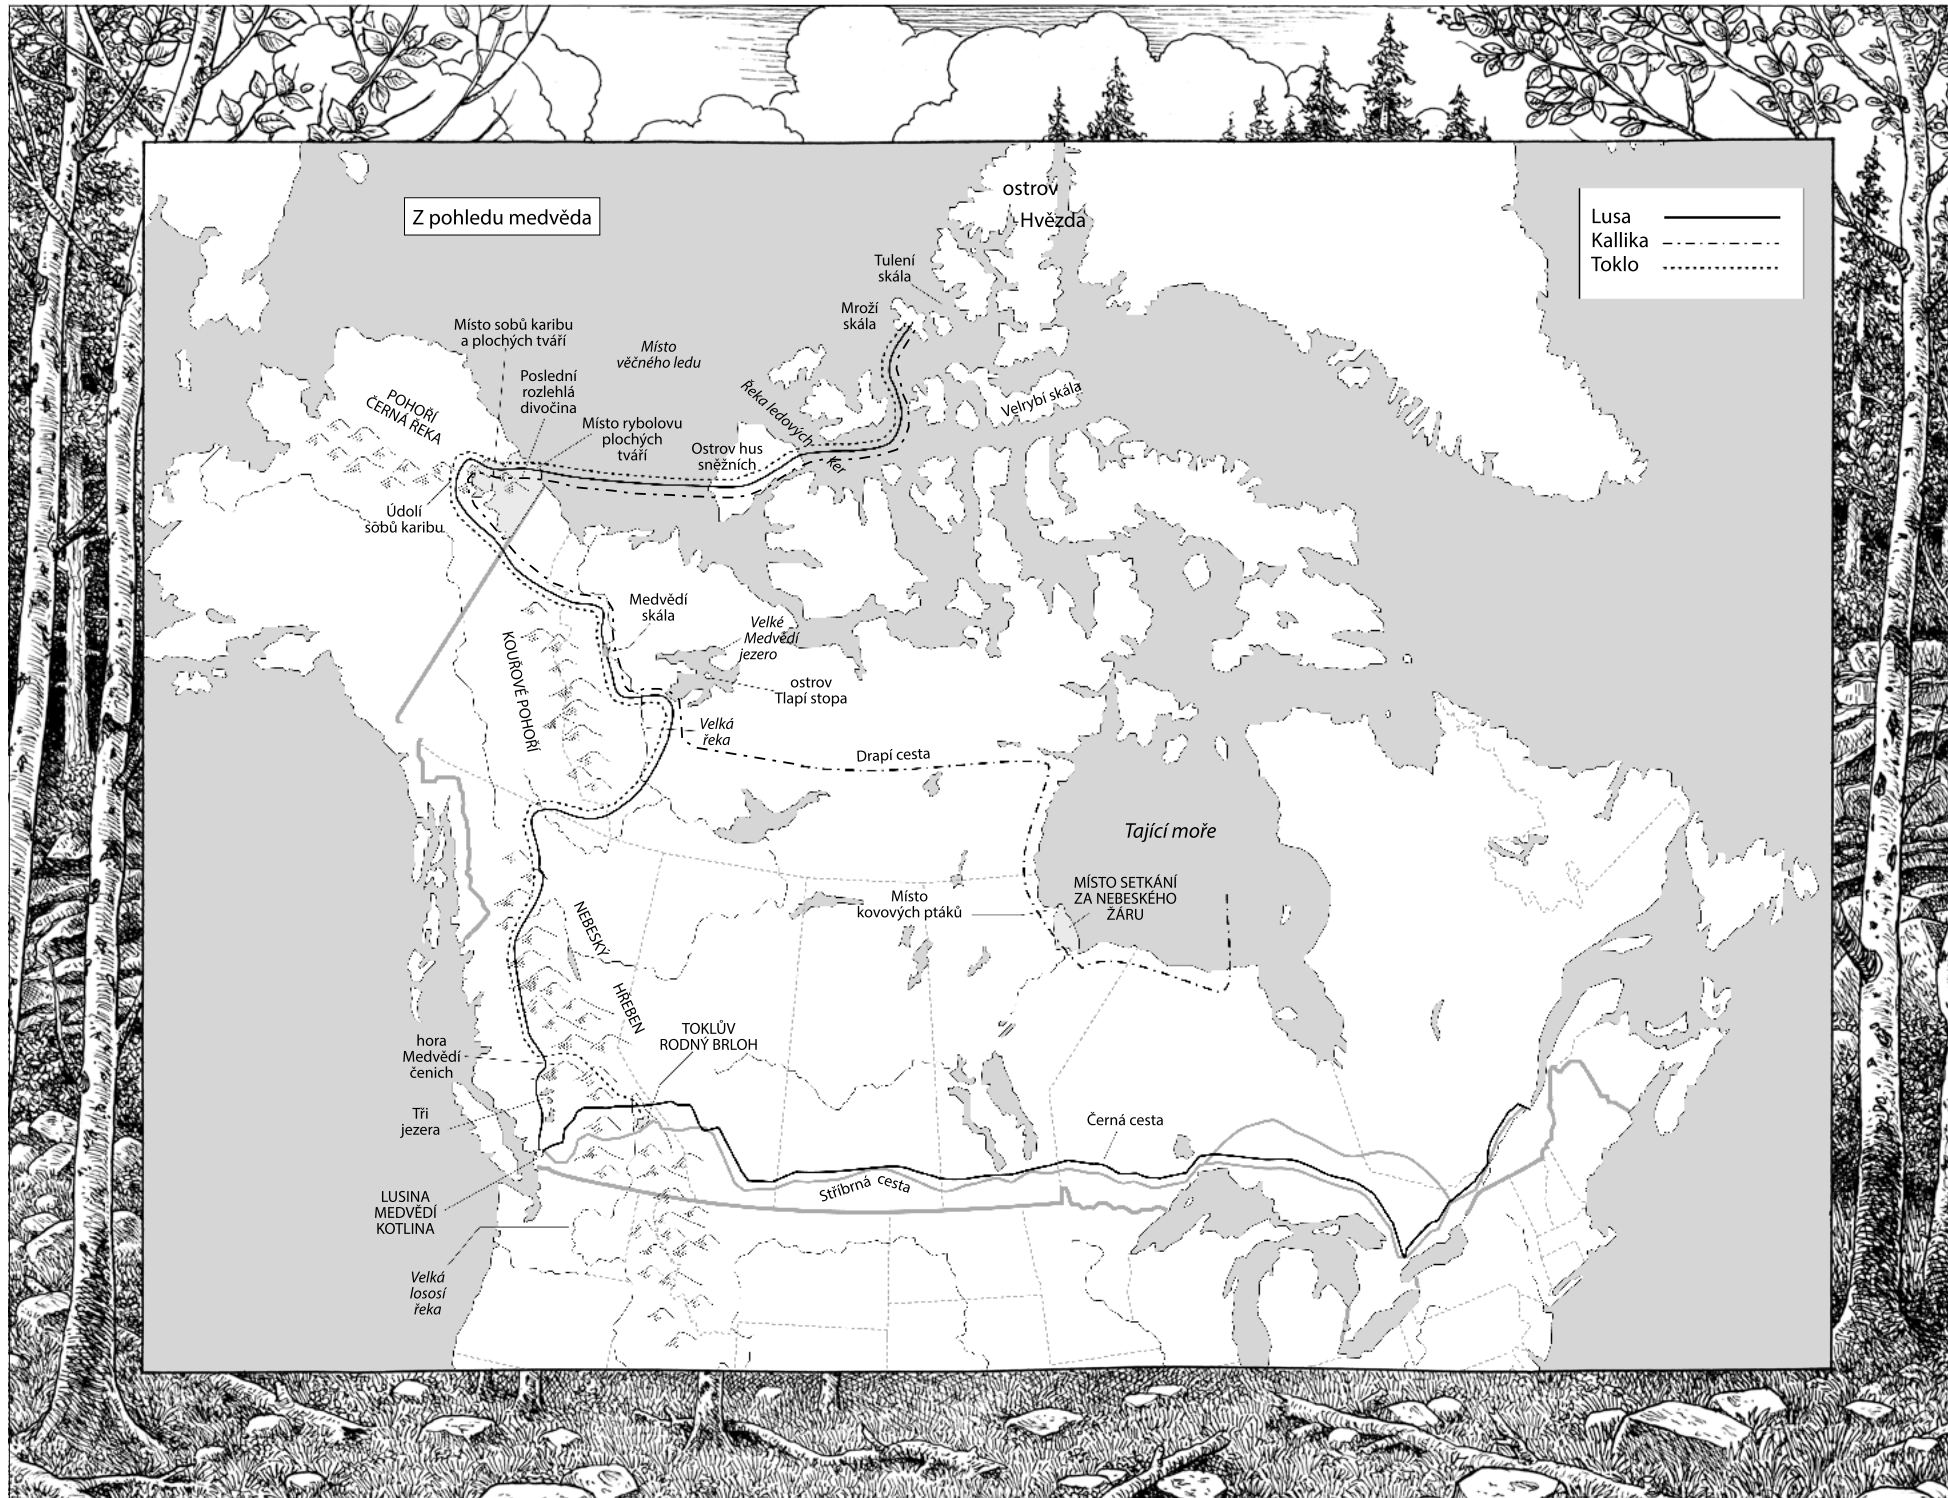 ostrov
Hvězda
Z pohledu medvěda
Lusa
Kallika
Toklo
Tulení
skála
Mroží
skála
Místo sobů karibu
a plochých tváří
Místo
věčného ledu
Poslední
rozlehlá
divočina
POHOŘÍ
ČERNÁ ŘEKA
Řeka ledových
Ker
Velrybí skála
Místo rybolovu
plochých
tváří
Ostrov hus
sněžních
Údolí
sobů karibu
Medvědí
skála
Velké
Medvědí
jezero
KOUŘOVÉ POHOŘÍ
ostrov
Tlapí stopa
Velká
řeka
Drapí cesta
Tající moře
Místo
kovových ptáků
MÍSTO SETKÁNÍ
ZA NEBESKÉHO
ŽÁRU
NEBESKÝ
HŘEBEN
TOKLŮV
RODNÝ BRLOH
hora
Medvědí
čenich
Tři
jezera
Černá cesta
Stříbrná cesta
LUSINA
MEDVĚDÍ
KOTLINA
Velká
lososí
řeka